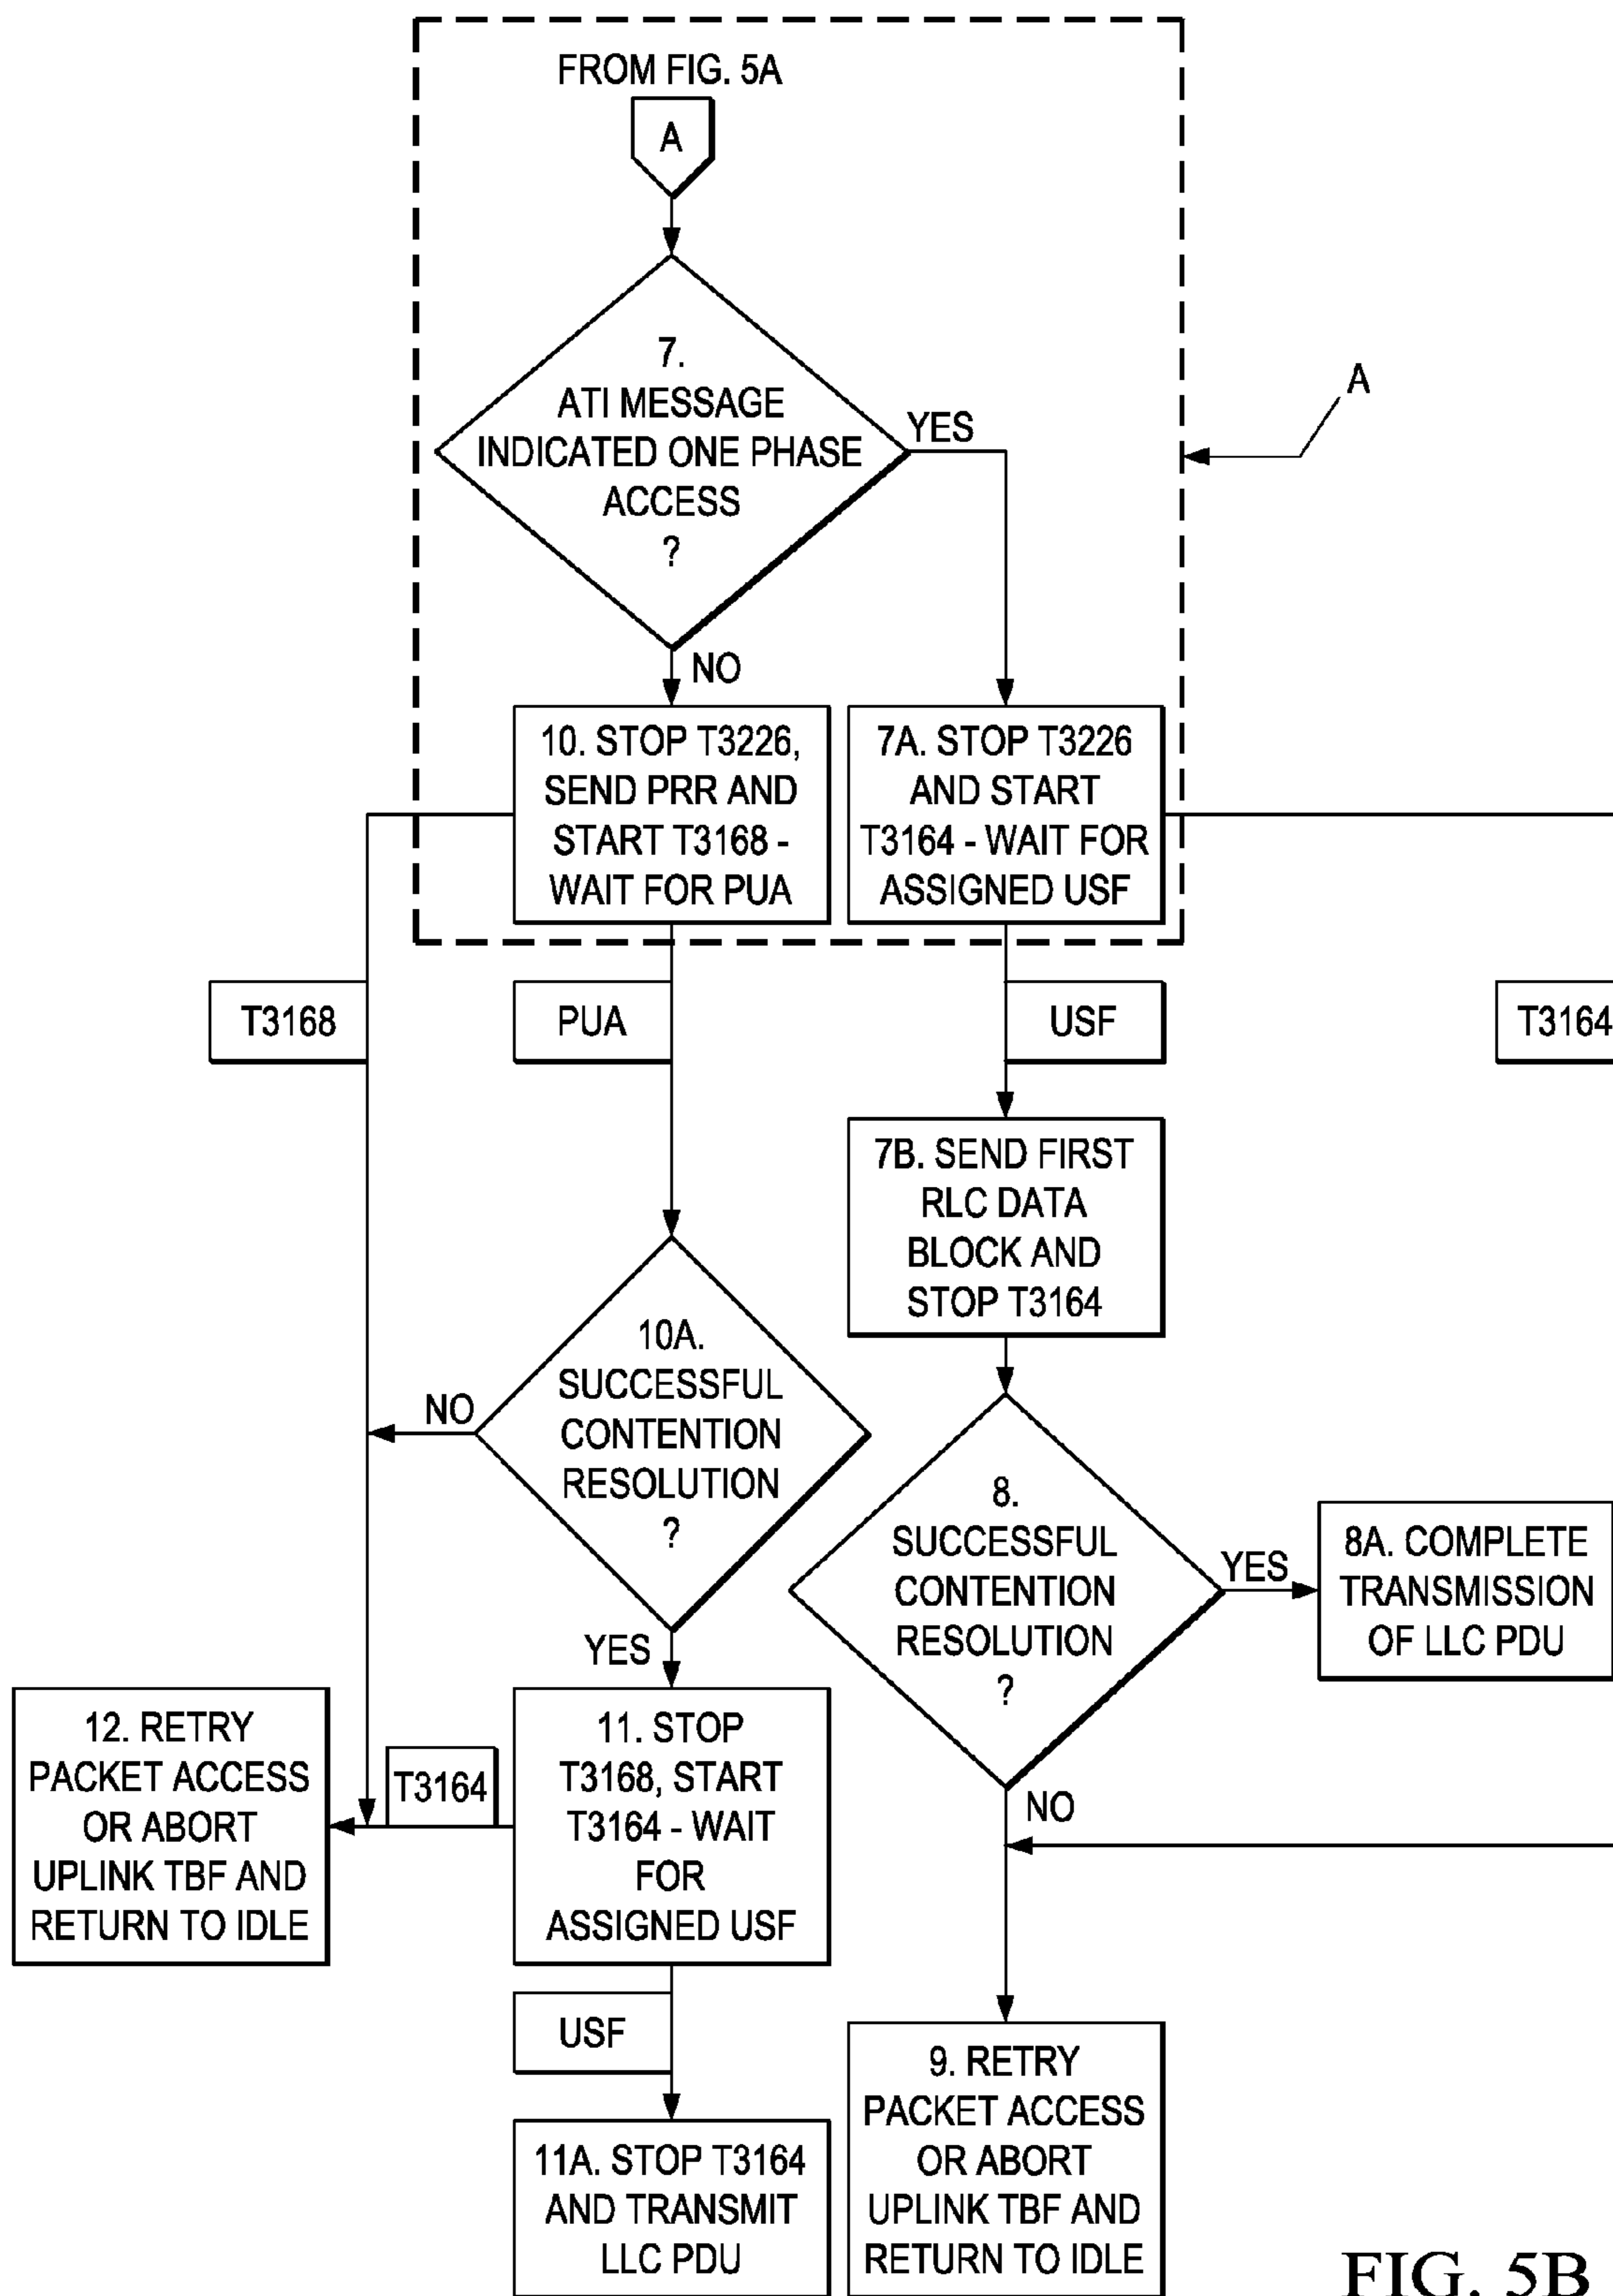 FROM FIG. 5A
A
7.
ATI MESSAGE
INDICATED ONE PHASE
ACCESS
?
YES
A
NO
10. STOP T3226,
SEND PRR AND
START T3168 -
WAIT FOR PUA
7A. STOP T3226
AND START
T3164 - WAIT FOR
ASSIGNED USF
T3168
PUA
USF
T3164
7B. SEND FIRST
RLC DATA
BLOCK AND
STOP T3164
10A.
SUCCESSFUL
CONTENTION
RESOLUTION
?
NO
YES
8.
SUCCESSFUL
CONTENTION
RESOLUTION
?
YES
8A. COMPLETE
TRANSMISSION
OF LLC PDU
NO
12. RETRY
PACKET ACCESS
OR ABORT
UPLINK TBF AND
RETURN TO IDLE
T3164
11. STOP
T3168, START
T3164 - WAIT
FOR
ASSIGNED USF
USF
11A. STOP T3164
AND TRANSMIT
LLC PDU
9. RETRY
PACKET ACCESS
OR ABORT
UPLINK TBF AND
RETURN TO IDLE
FIG. 5B